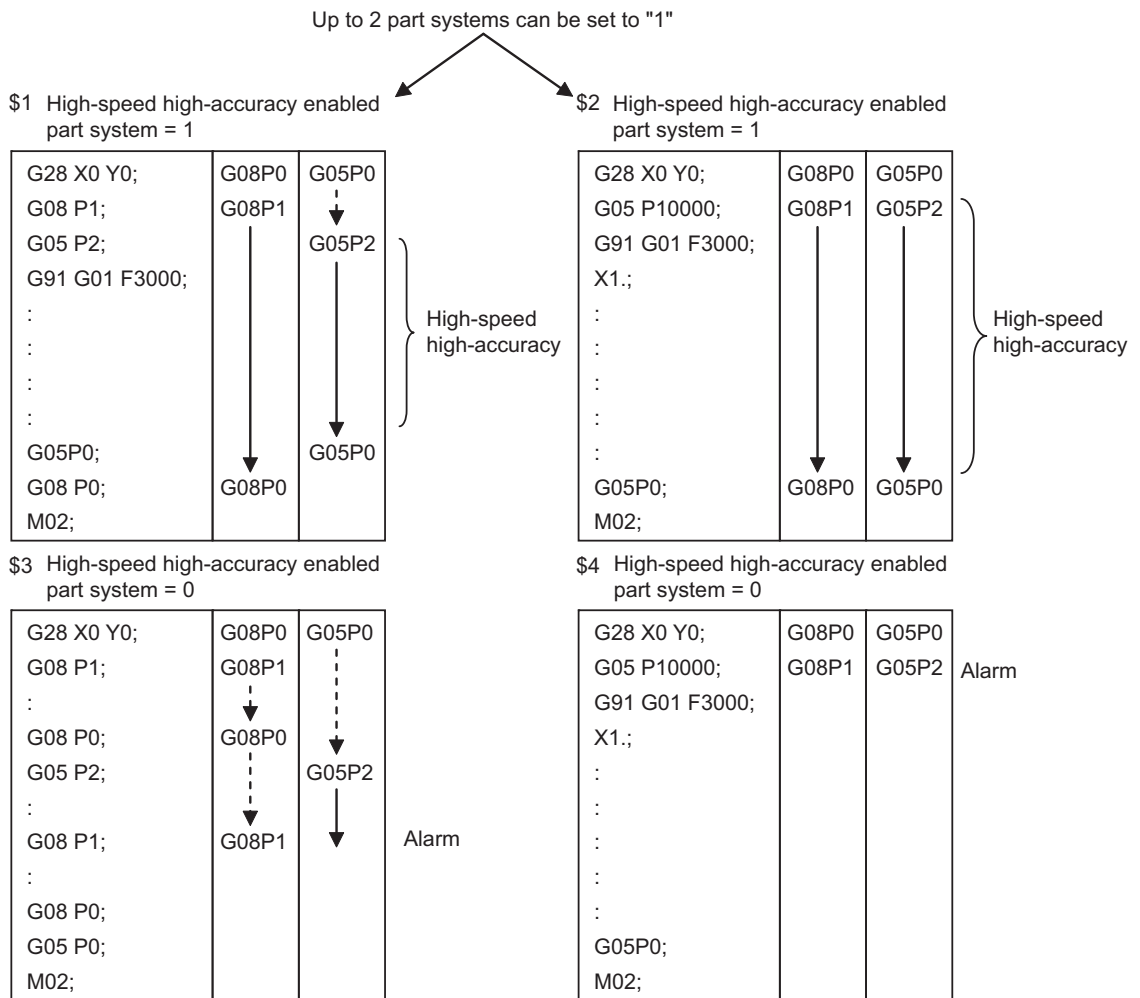 Up to 2 part systems can be set to "1"
$1 High-speed high-accuracy enabled
part system = 1
G28 X0 Y0; G08P0 G05P0
G08 P1; G08P1
G05 P2; G05P2
G91 G01 F3000;
:
:
:
:
High-speed
high-accuracy
G05P0; G05P0
G08 P0; G08P0
M02;
$2 High-speed high-accuracy enabled
part system = 1
G28 X0 Y0; G08P0 G05P0
G05 P10000; G08P1 G05P2
G91 G01 F3000;
X1.;
:
:
:
:
:
High-speed
high-accuracy
G05P0; G08P0 G05P0
M02;
$3 High-speed high-accuracy enabled
part system = 0
G28 X0 Y0; G08P0 G05P0
G08 P1; G08P1
:
G08 P0; G08P0
G05 P2; G05P2
:
G08 P1; G08P1 Alarm
:
G08 P0;
G05 P0;
M02;
$4 High-speed high-accuracy enabled
part system = 0
G28 X0 Y0; G08P0 G05P0
G05 P10000; G08P1 G05P2 Alarm
G91 G01 F3000;
X1.;
:
:
:
:
:
G05P0;
M02;